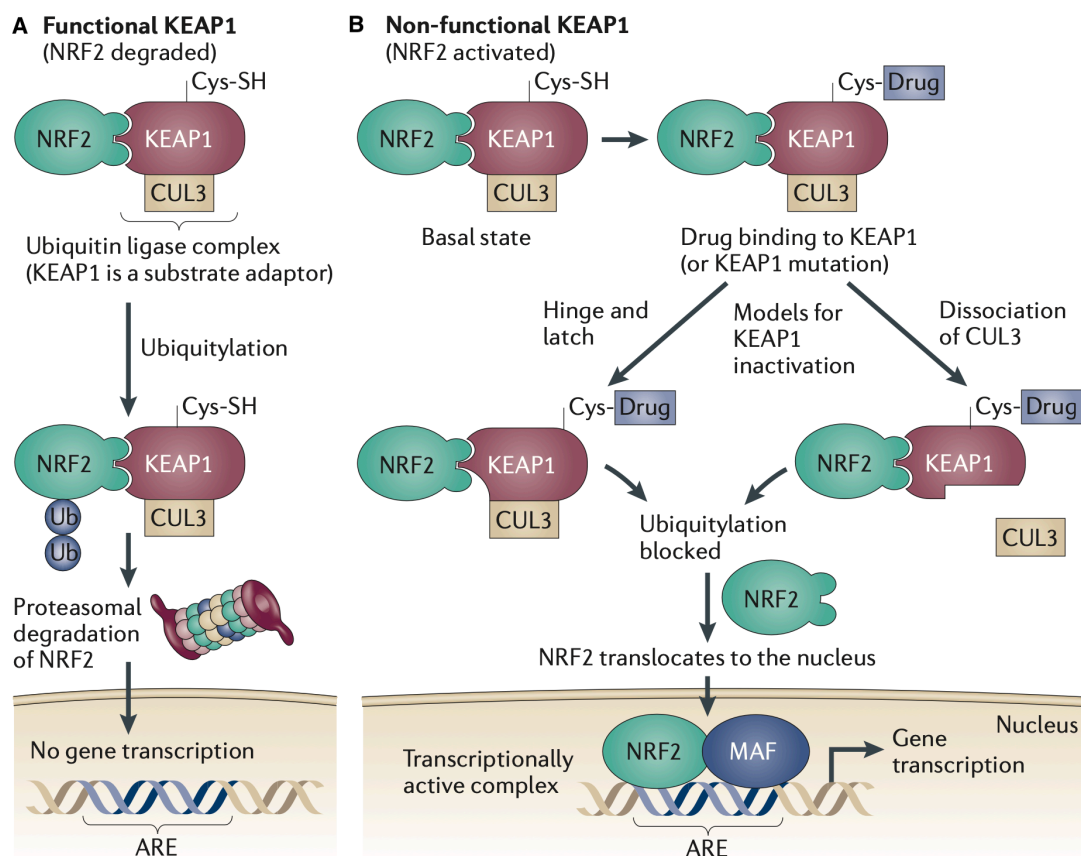 A Functional KEAP1
(NRF2 degraded)
Cys-SH
NRF2
KEAP1
CUL3
Ubiquitin ligase complex
(KEAP1 is a substrate adaptor)
Ubiquitylation
Cys-SH
NRF2
KEAP1
CUL3
Ub
Ub
Proteasomal
degradation
of NRF2
No gene transcription
ARE
B Non-functional KEAP1
(NRF2 activated)
Cys-SH
NRF2
KEAP1
CUL3
Basal state
Cys-Drug
NRF2
KEAP1
CUL3
Drug binding to KEAP1
(or KEAP1 mutation)
Hinge and
latch
Models for
KEAP1
inactivation
Dissociation
of CUL3
Cys-Drug
NRF2
KEAP1
CUL3
Cys-Drug
NRF2
KEAP1
CUL3
Ubiquitylation
blocked
NRF2
NRF2 translocates to the nucleus
Nucleus
Transcriptionally
active complex
NRF2
MAF
Gene
transcription
ARE